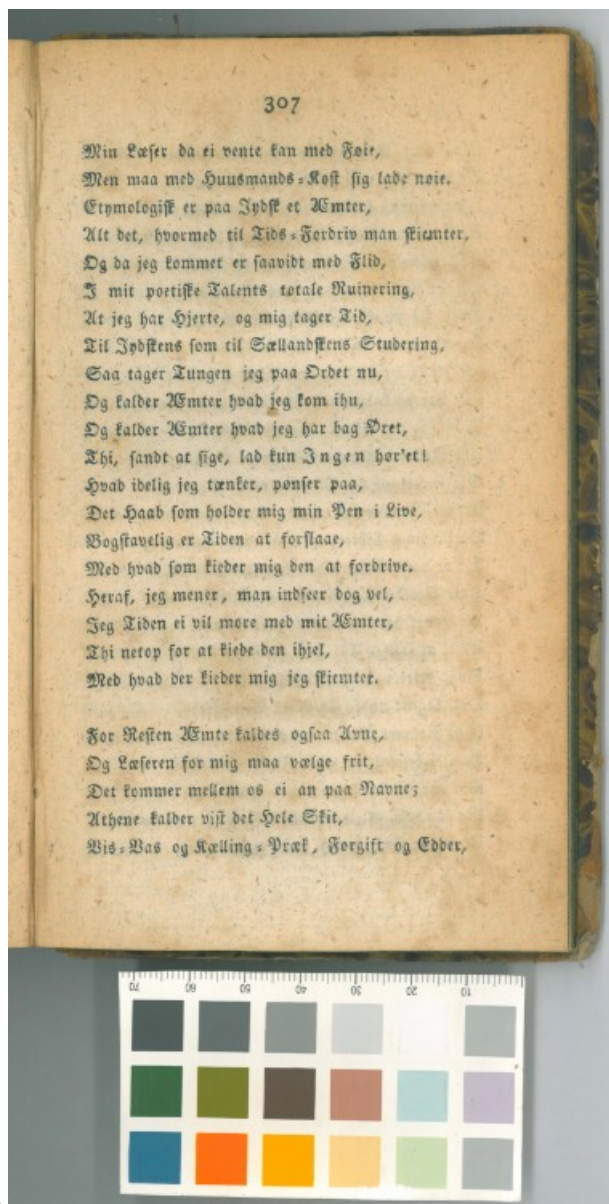 307
Min Læser da ei vente kan med Føie,
Men maa med Huusmands-Kost sig lade nøie.
Etymologisk er paa Jydsk et Æmter,
Alt det, hvormed til Tids-Fordriv man skiemter.
Og da jeg kommet er saavidt med Flid,
I mit poetiske Talents totale Ruinering,
At jeg har Hjerte, og mig tager Tid,
Til Jydskens som til Sællandskens Studering,
Saa tager Tungen jeg paa Ordet nu,
Og kalder Æmter hvad jeg kom ihu,
Og kalder Æmter hvad jeg har bag Øret,
Thi, sandt at sige, lad kun Ingen hør'et!
Hvad idelig jeg tænker, pønser paa,
Det Haab som holder mig min Pen i Live,
Bogstavelig er Tiden at forslaae,
Med hvad som kieder mig den at fordrive.
Heraf, jeg mener, man indseer dog vel,
Jeg Tiden ei vil more med mit Æmter,
Thi netop for at kiede den ihjel,
Med hvad der kieder mig jeg skiemter.
For Resten Æmte kaldes ogsaa Avne,
Og Læseren for mig maa vælge frit,
Det kommer mellem os ei an paa Navne;
Athene kalder vist det Hele Skit,
Vis-Vas og Kælling-Præk, Forgift og Edder,
70 60 50 40 30 20 10